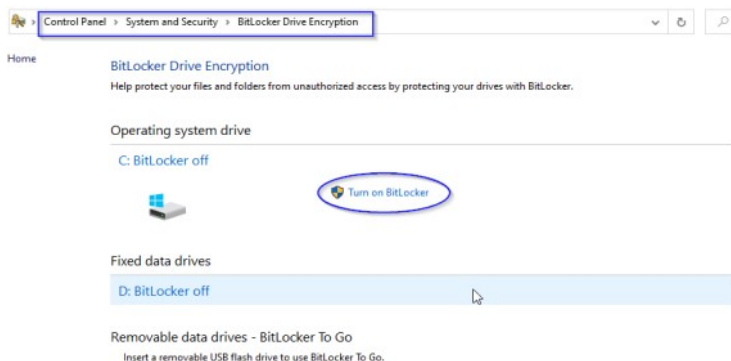 Control Panel > System and Security > BitLocker Drive Encryption
Home
BitLocker Drive Encryption
Help protect your files and folders from unauthorized access by protecting your drives with BitLocker.
Operating system drive
C: BitLocker off
Turn on BitLocker
Fixed data drives
D: BitLocker off
Removable data drives - BitLocker To Go
Insert a removable USB flash drive to use BitLocker To Go.